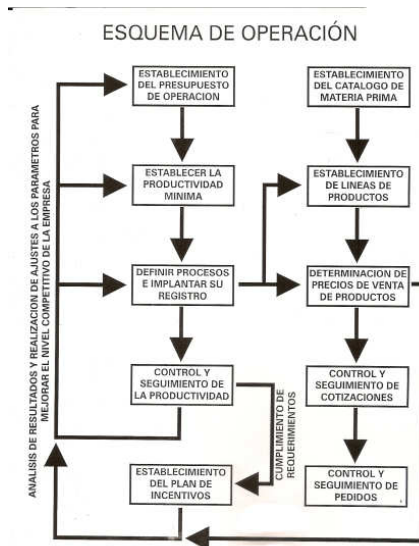 ESQUEMA DE OPERACIÓN
ESTABLECIMIENTO
DEL PRESUPUESTO
DE OPERACION
ESTABLECIMIENTO
DEL CATALOGO DE
MATERIA PRIMA
ESTABLECER LA
PRODUCTIVIDAD
MINIMA
ESTABLECIMIENTO
DE LINEAS DE
PRODUCTOS
DEFINIR PROCESOS
E IMPLANTAR SU
REGISTRO
DETERMINACION DE
PRECIOS DE VENTA
DE PRODUCTOS
CONTROL Y
SEGUIMIENTO DE
LA PRODUCTIVIDAD
CONTROL Y
SEGUIMIENTO DE
COTIZACIONES
CUMPLIMIENTO DE
REQUERIMIENTOS
ESTABLECIMIENTO
DEL PLAN DE
INCENTIVOS
CONTROL Y
SEGUIMIENTO DE
PEDIDOS
ANALISIS DE RESULTADOS Y REALIZACION DE AJUSTES A LOS PARAMETROS PARA
MEJORAR EL NIVEL COMPETITIVO DE LA EMPRESA